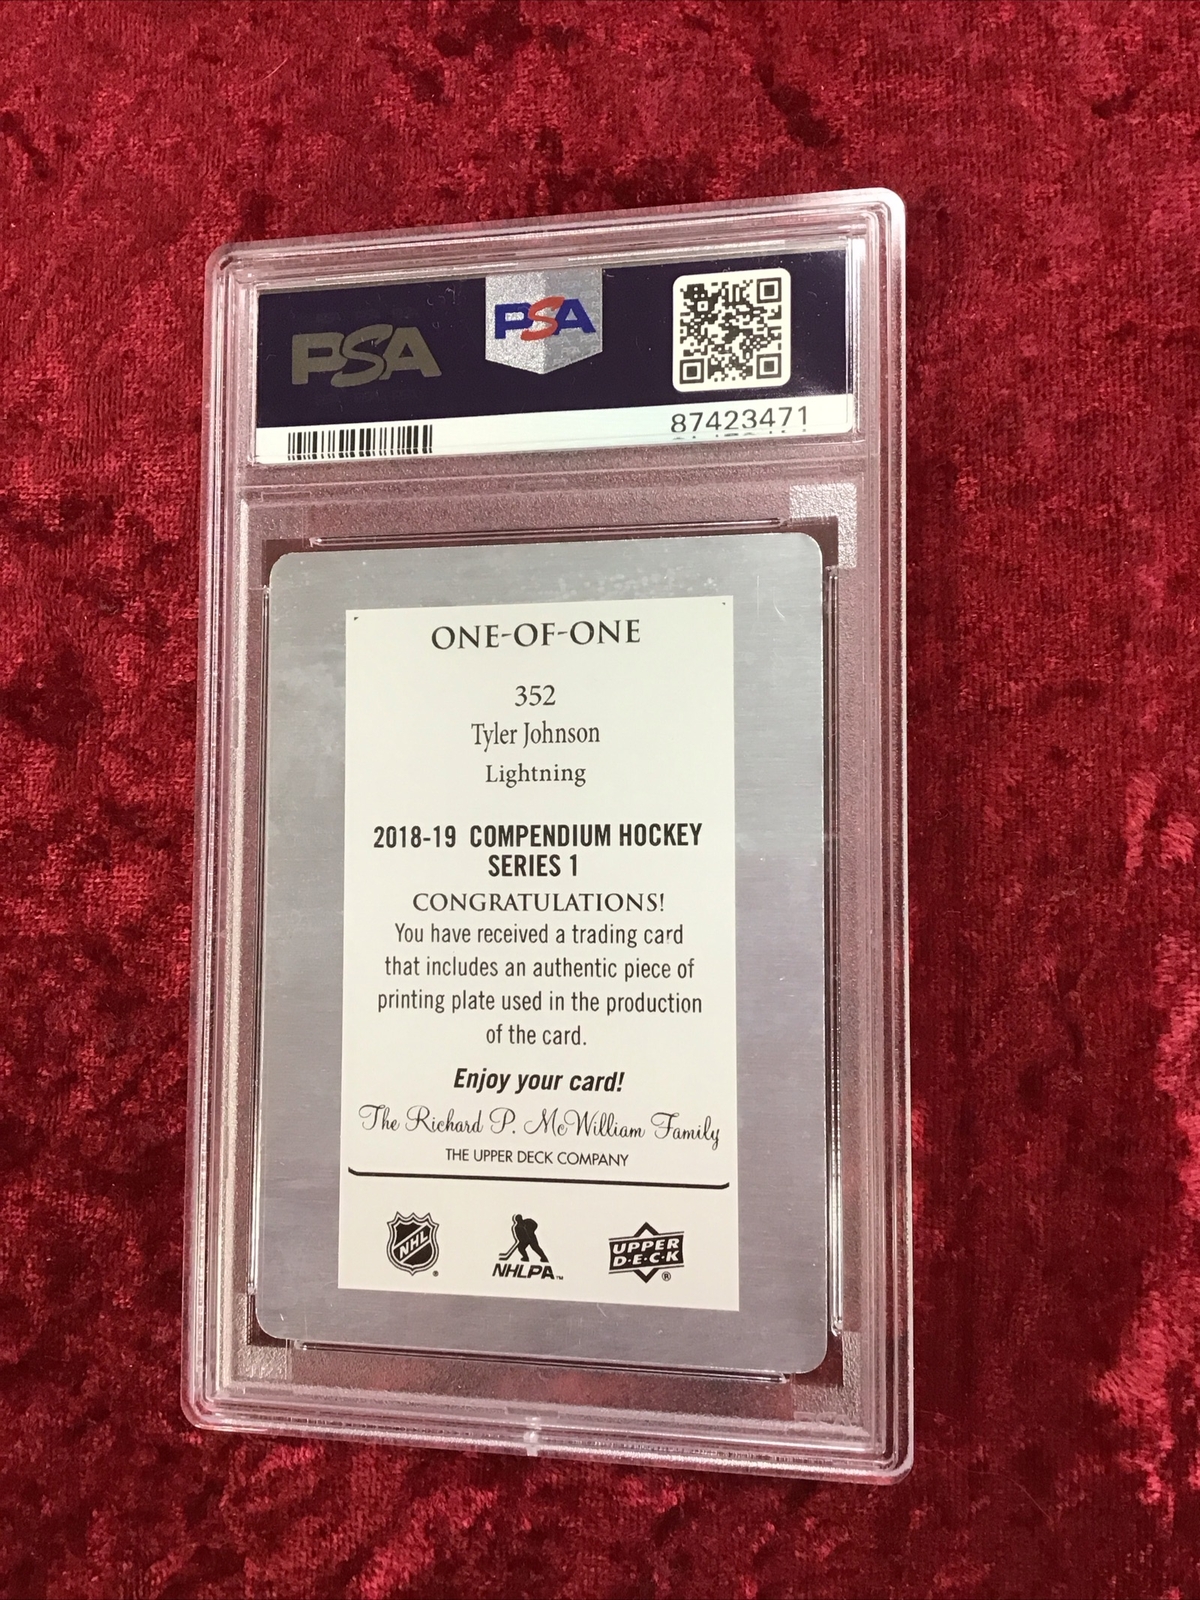 PSA
PSA
87423471
ONE-OF-ONE
352
Tyler Johnson
Lightning
2018-19 COMPENDIUM HOCKEY
SERIES 1
CONGRATULATIONS!
You have received a trading card
that includes an authentic piece of
printing plate used in the production
of the card.
Enjoy your card!
The Richard P. McWilliam Family
THE UPPER DECK COMPANY
NHL
NHLPA™
UPPER
D·E·C·K